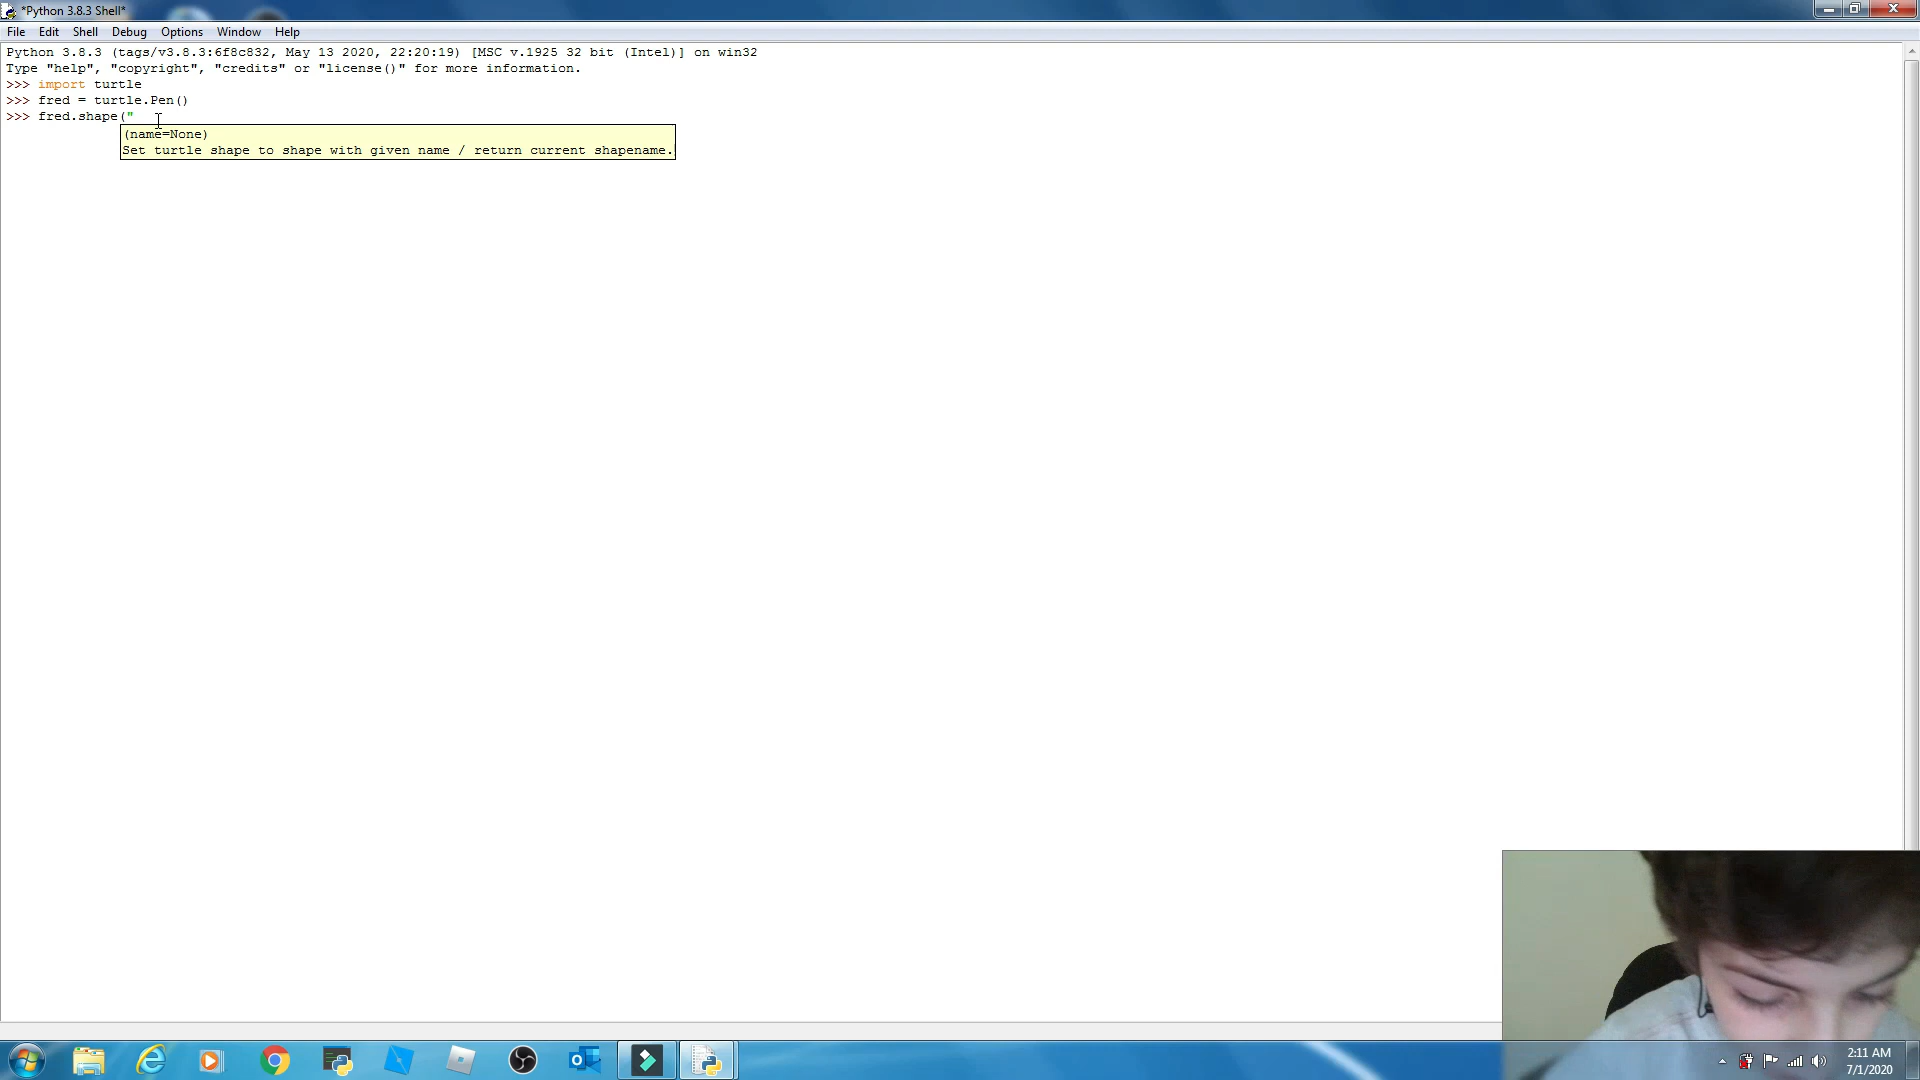 *Python 3.8.3 Shell*
File Edit Shell Debug Options Window Help
Python 3.8.3 (tags/v3.8.3:6f8c832, May 13 2020, 22:20:19) [MSC v.1925 32 bit (Intel)] on win32
Type "help", "copyright", "credits" or "license()" for more information.
>>> import turtle
>>> fred = turtle.Pen()
>>> fred.shape("
(name=None)
Set turtle shape to shape with given name / return current shapename.
2:11 AM
7/1/2020